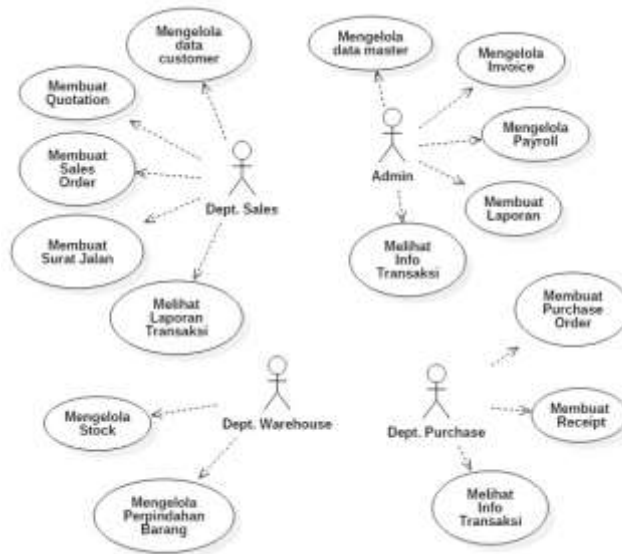 Mengelola
data
customer
Membuat
Quotation
Membuat
Sales
Order
Membuat
Surat Jalan
Melihat
Laporan
Transaksi
Dept. Sales
Mengelola
data master
Mengelola
Invoice
Mengelola
Payroll
Membuat
Laporan
Melihat
Info
Transaksi
Admin
Mengelola
Stock
Mengelola
Perpindahan
Barang
Dept. Warehouse
Membuat
Purchase
Order
Membuat
Receipt
Melihat
Info
Transaksi
Dept. Purchase